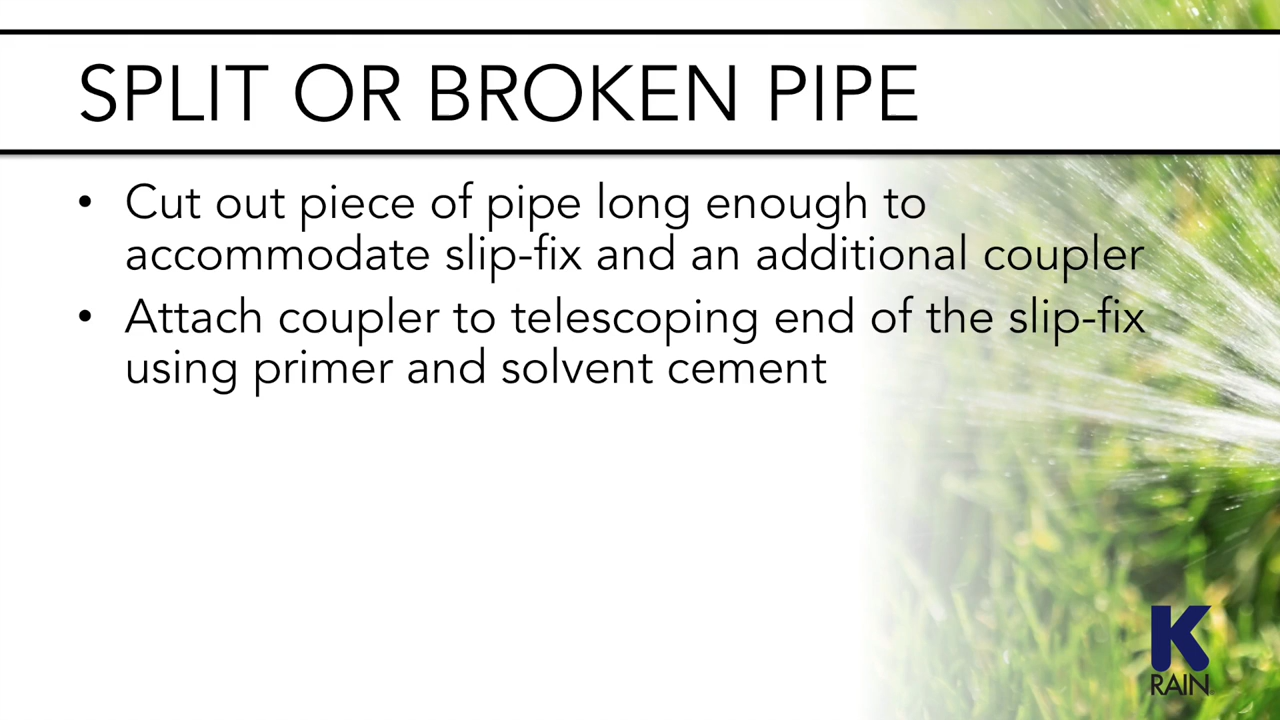 SPLIT OR BROKEN PIPE
• Cut out piece of pipe long enough to
accommodate slip-fix and an additional coupler
• Attach coupler to telescoping end of the slip-fix
using primer and solvent cement
K
RAIN